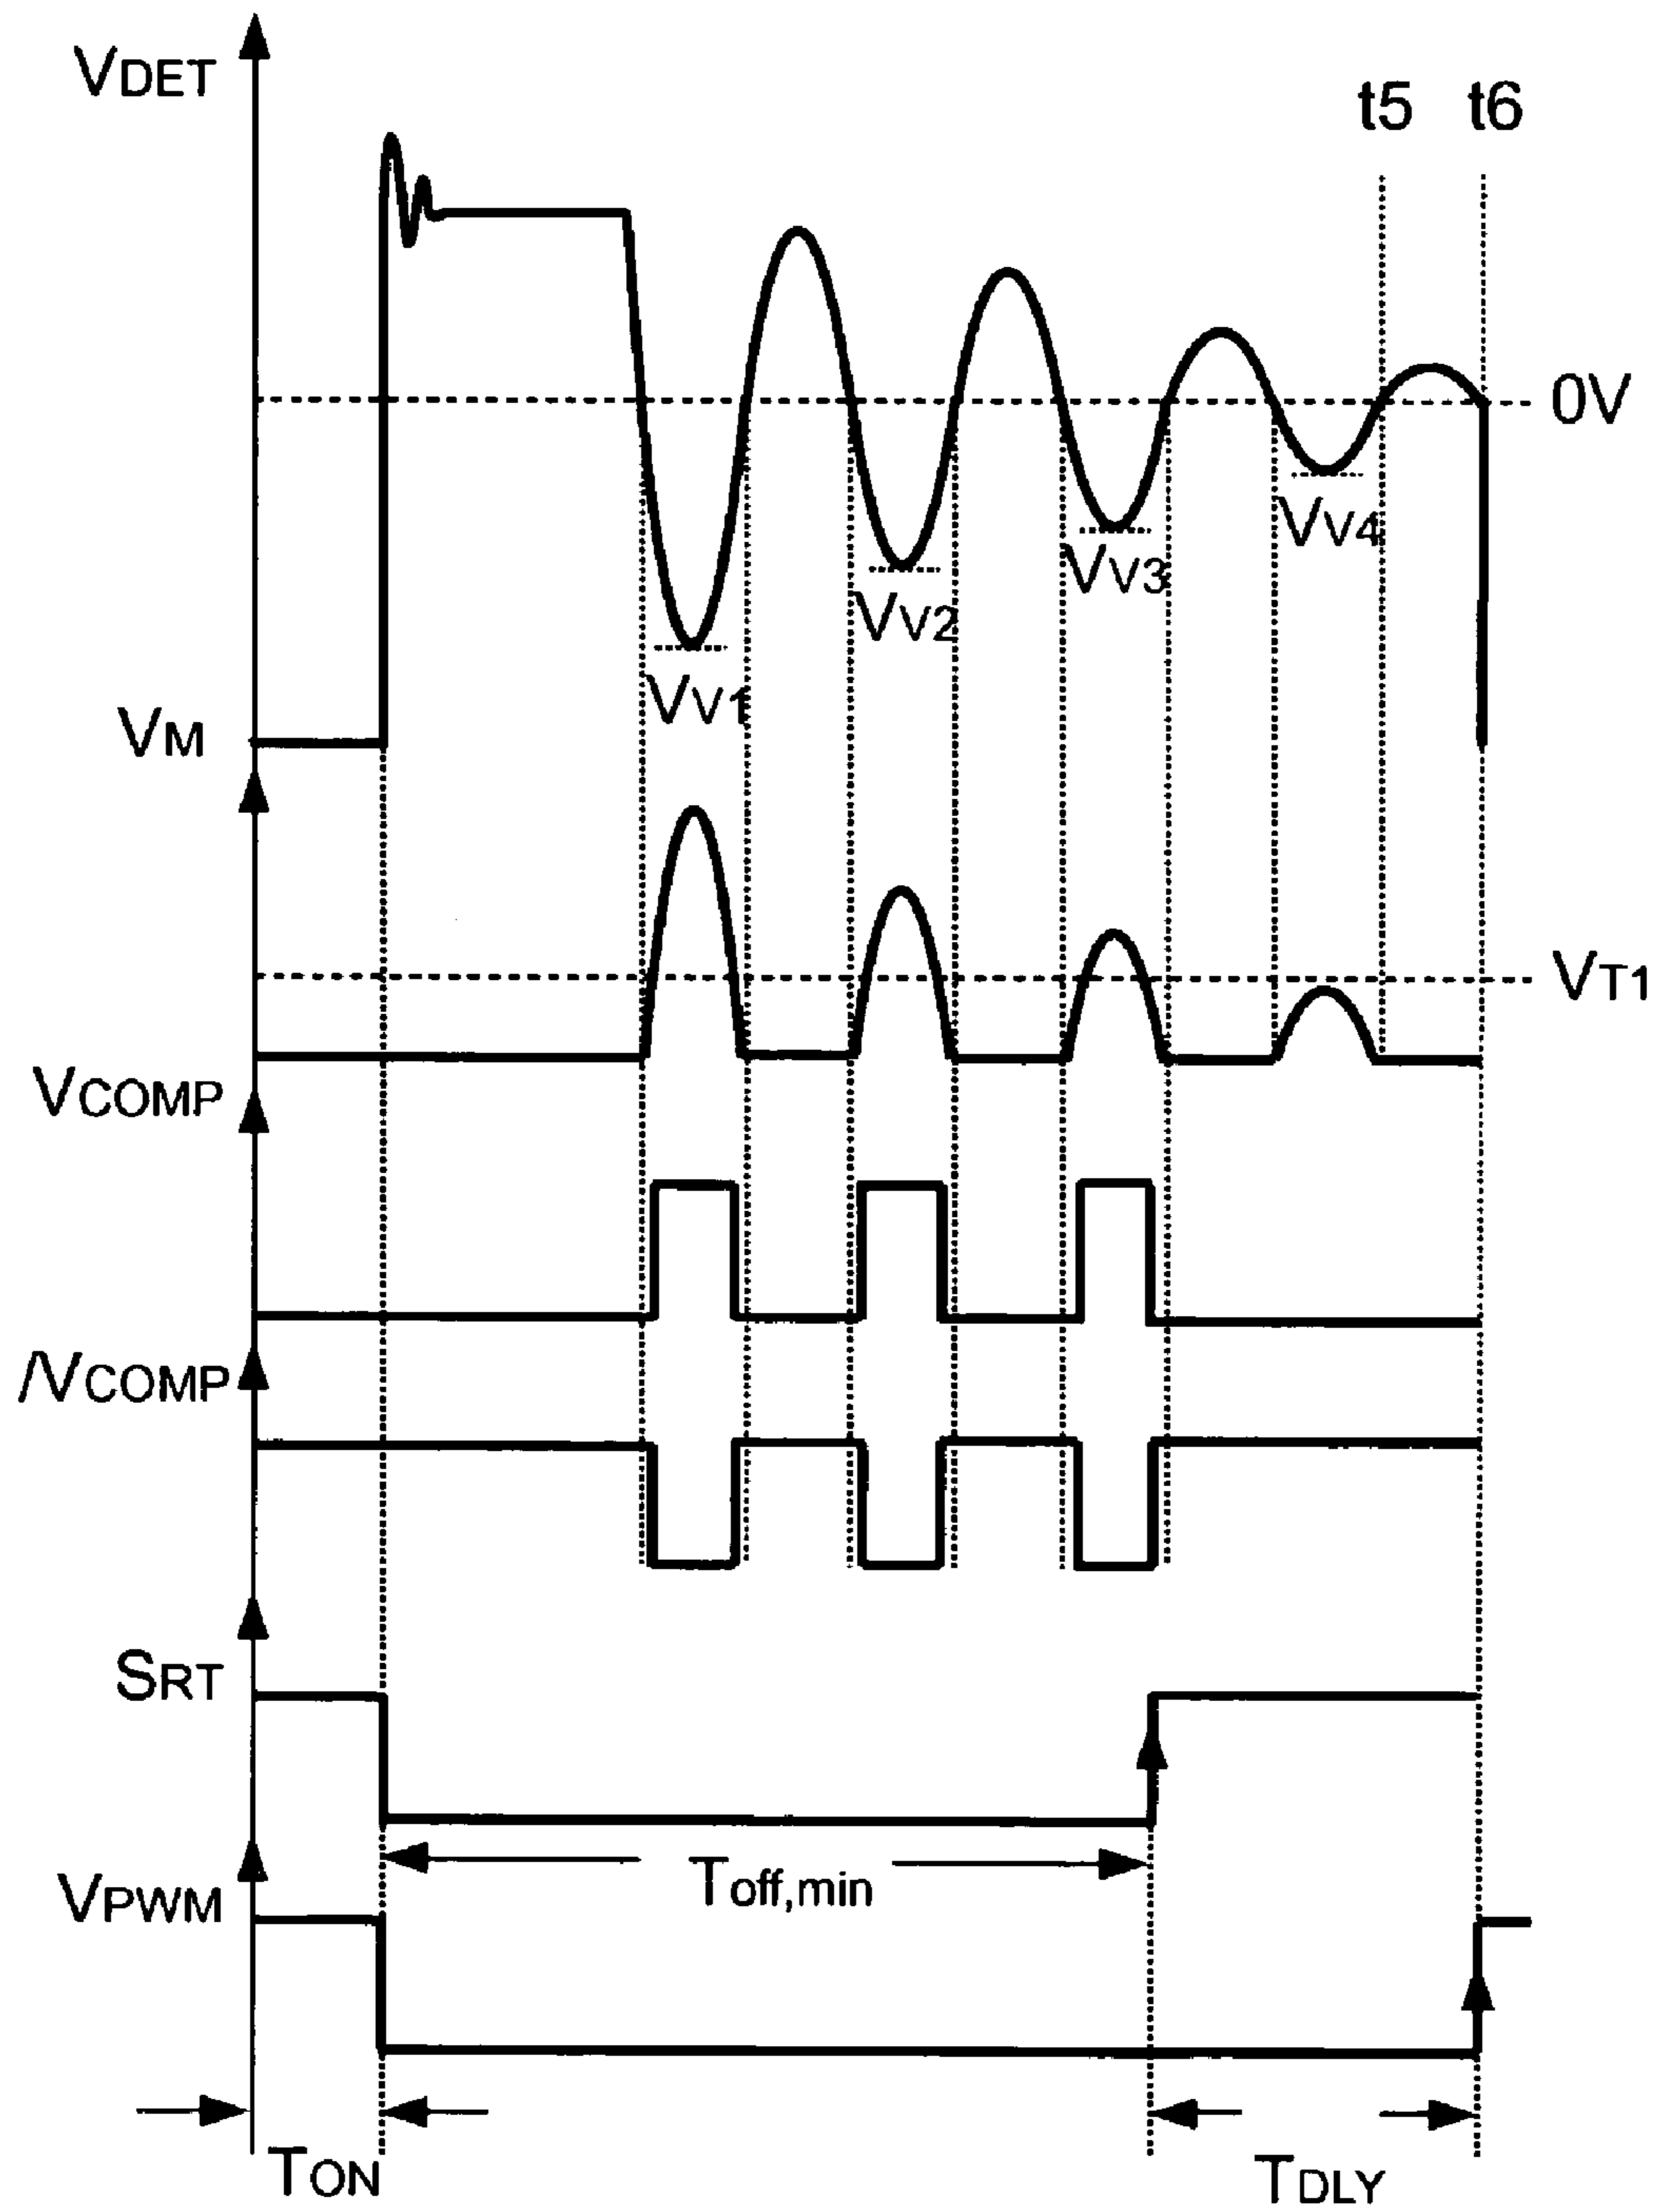 VDET
t5 t6
0V
VV4
VV3
VV2
VV1
VM
VT1
VCOMP
/VCOMP
SRT
Toff,min
VPWM
TON
TDLY